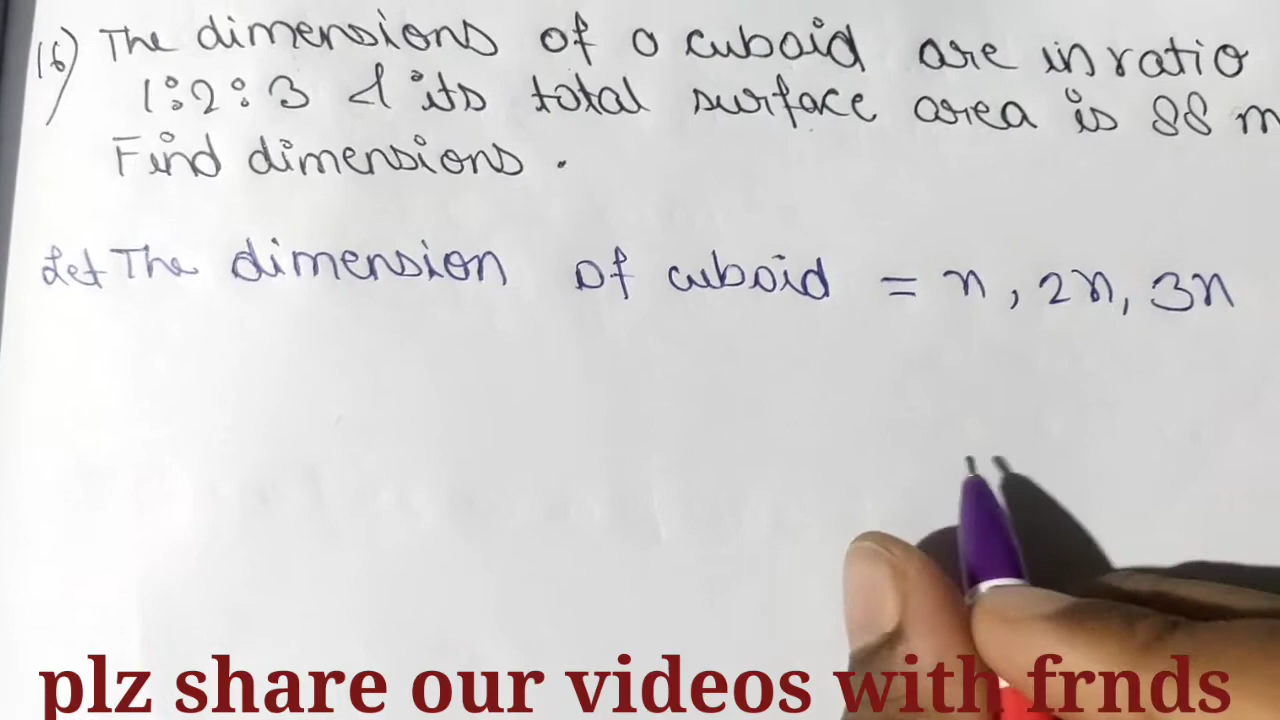 16) The dimensions of a cuboid are in ratio
1:2:3 & its total surface area is 88 m
Find dimensions .
Let The dimension of cuboid = x, 2x, 3x
plz share our videos with frnds